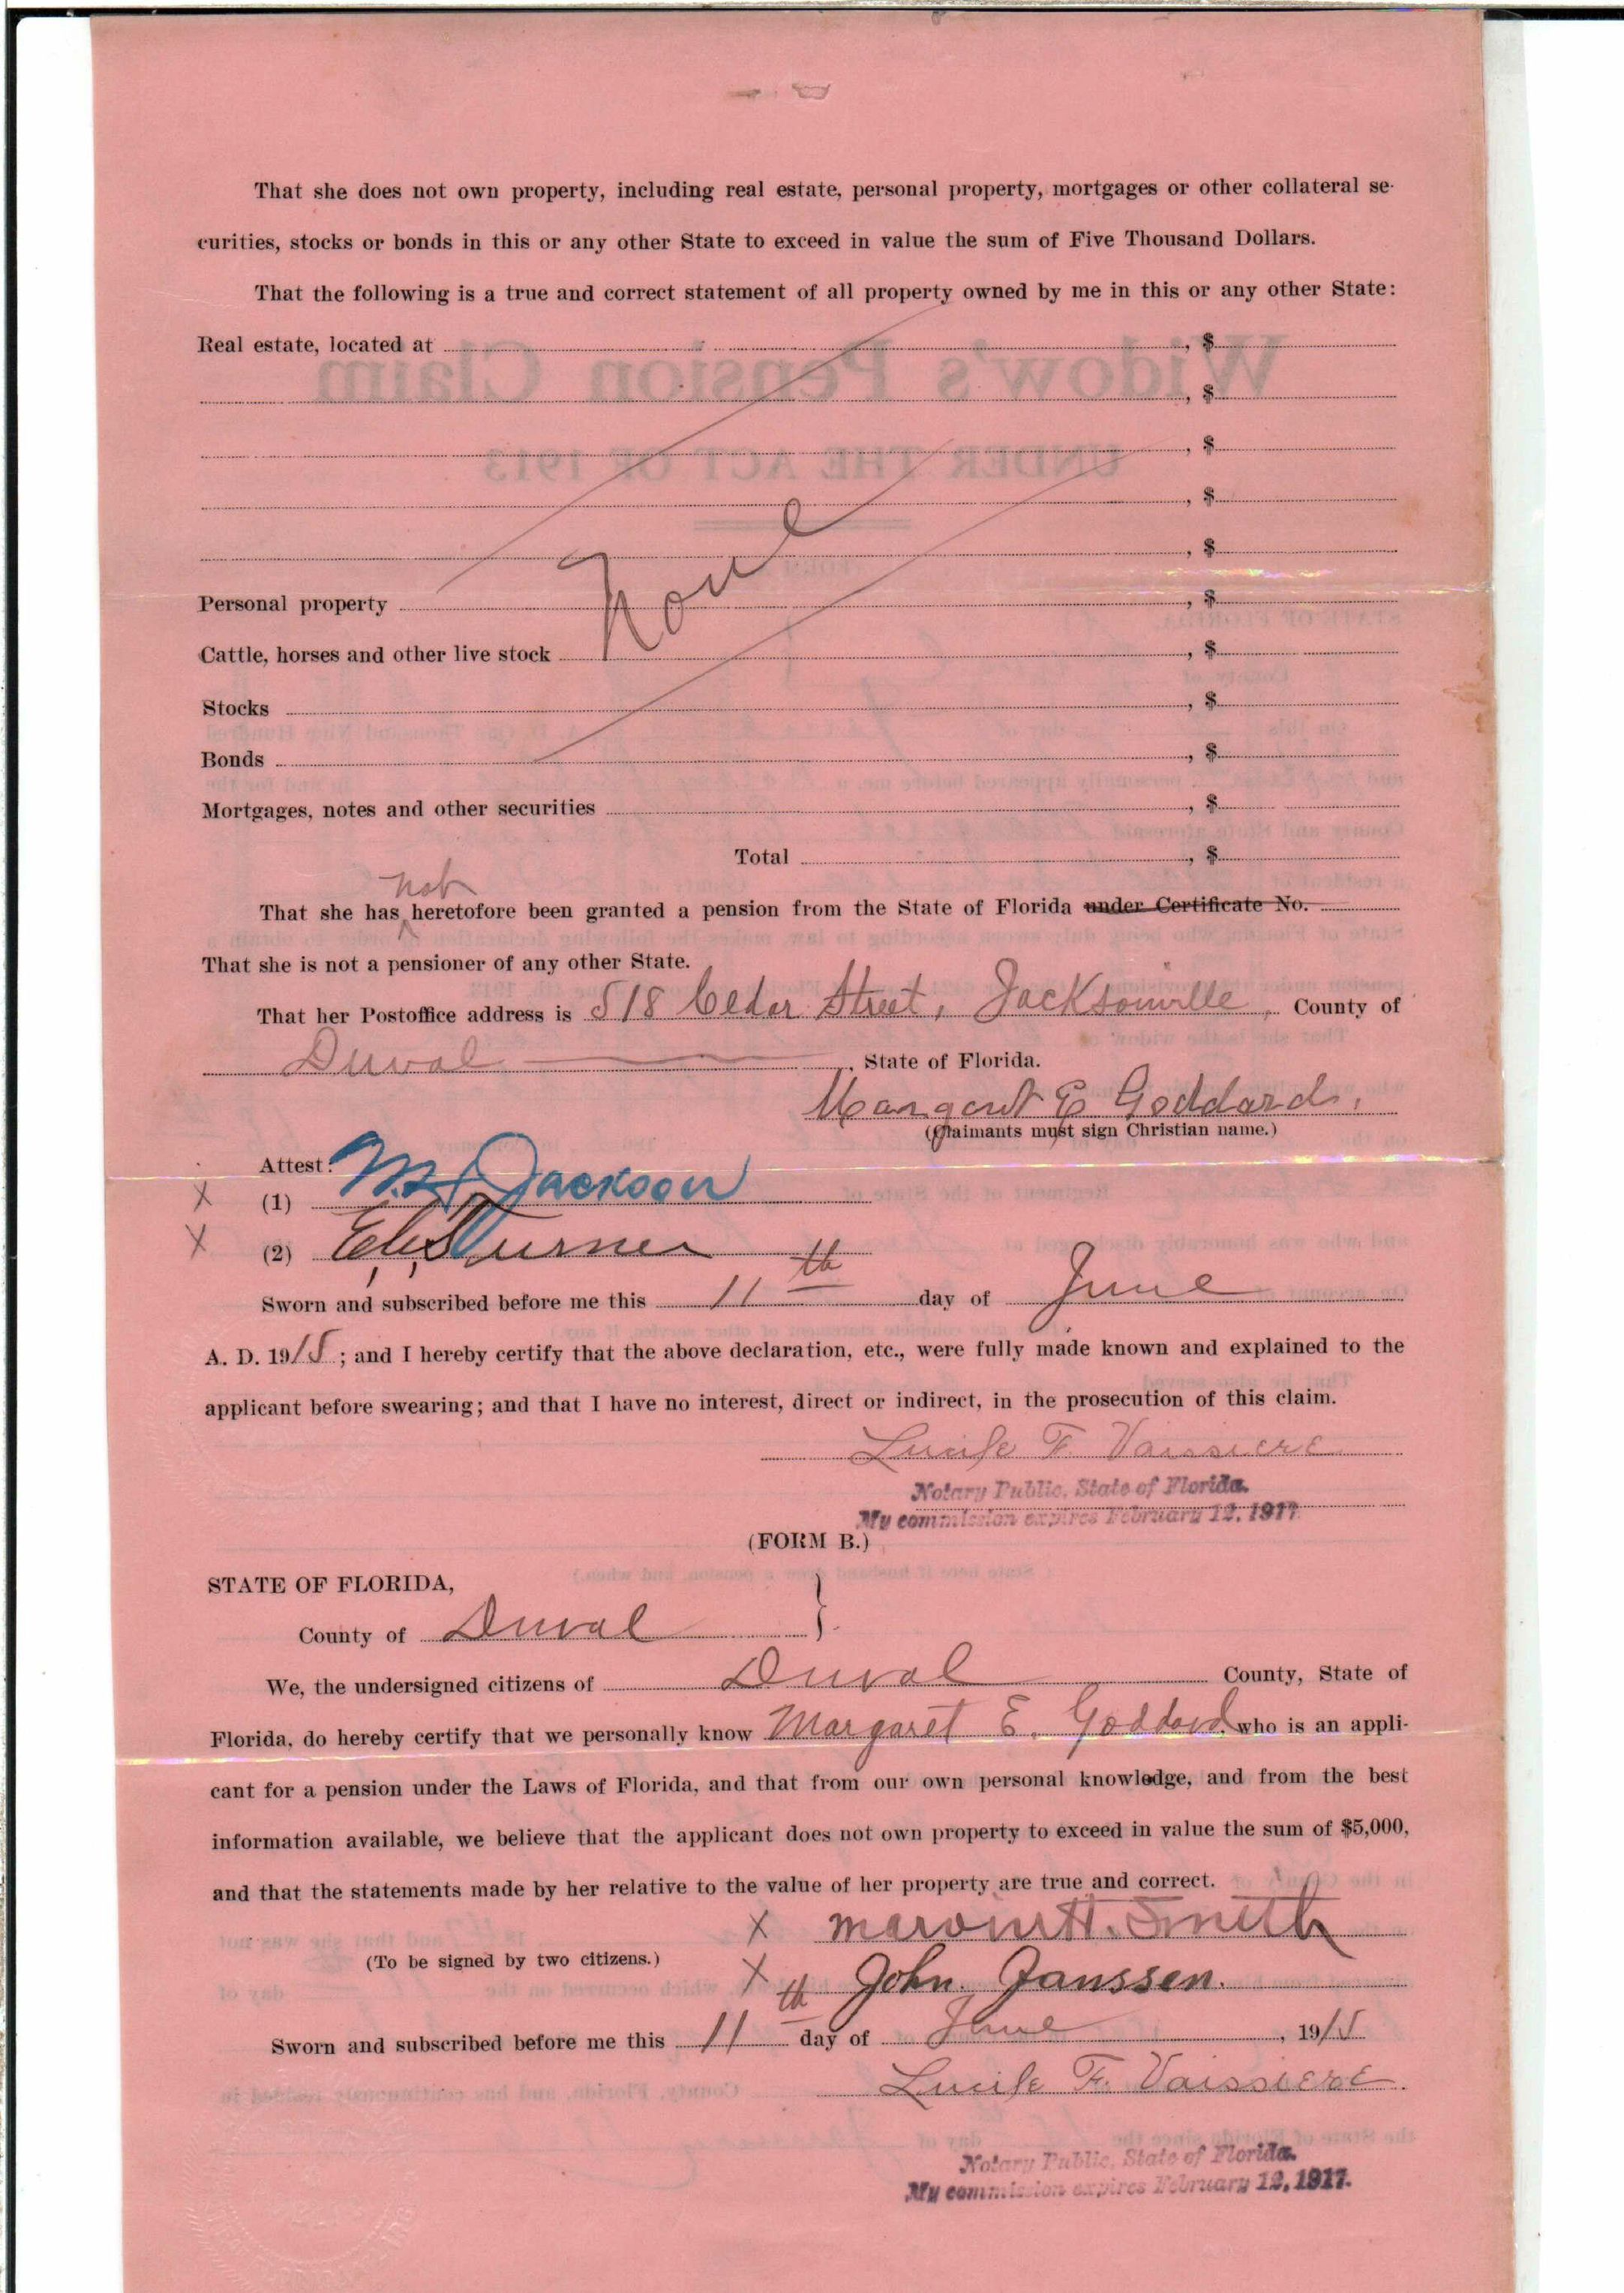 That she does not own property, including real estate, personal property, mortgages or other collateral se-
curities, stocks or bonds in this or any other State to exceed in value the sum of Five Thousand Dollars.
That the following is a true and correct statement of all property owned by me in this or any other State:
Real estate, located at , $
, $
, $
, $
, $
None
Personal property , $
Cattle, horses and other live stock , $
Stocks , $
Bonds , $
Mortgages, notes and other securities , $
Total , $
not
That she has heretofore been granted a pension from the State of Florida under Certificate No.
That she is not a pensioner of any other State.
That her Postoffice address is 518 Cedar Street, Jacksonville, County of
Duval , State of Florida.
Margaret E Goddard.
(Claimants must sign Christian name.)
Attest:
(1) Jackson
X
(2) Turner
X
Sworn and subscribed before me this 11th day of June
A. D. 1915 ; and I hereby certify that the above declaration, etc., were fully made known and explained to the
applicant before swearing; and that I have no interest, direct or indirect, in the prosecution of this claim.
Lucile F. Vaissiere
Notary Public, State of Florida.
My commission expires February 12, 1917.
(FORM B.)
STATE OF FLORIDA,
County of Duval }
We, the undersigned citizens of Duval County, State of
Florida, do hereby certify that we personally know Margaret E. Goddard, who is an appli-
cant for a pension under the Laws of Florida, and that from our own personal knowledge, and from the best
information available, we believe that the applicant does not own property to exceed in value the sum of $5,000,
and that the statements made by her relative to the value of her property are true and correct.
X H. Smith
(To be signed by two citizens.)
X John Janssen.
Sworn and subscribed before me this 11th day of June , 1915
Lucile F. Vaissiere.
Notary Public, State of Florida.
My commission expires February 12, 1917.